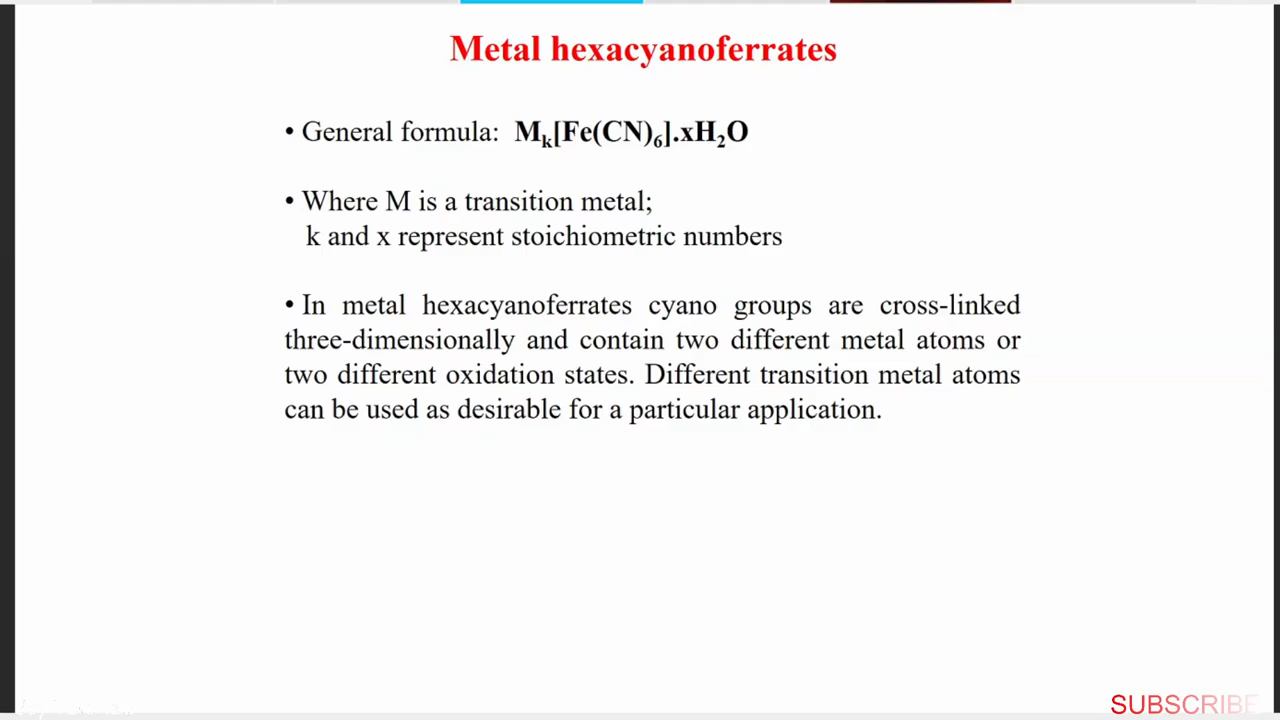 Metal hexacyanoferrates
• General formula: Mₖ[Fe(CN)₆].xH₂O
• Where M is a transition metal;
k and x represent stoichiometric numbers
• In metal hexacyanoferrates cyano groups are cross-linked
three-dimensionally and contain two different metal atoms or
two different oxidation states. Different transition metal atoms
can be used as desirable for a particular application.
SUBSCRIBE